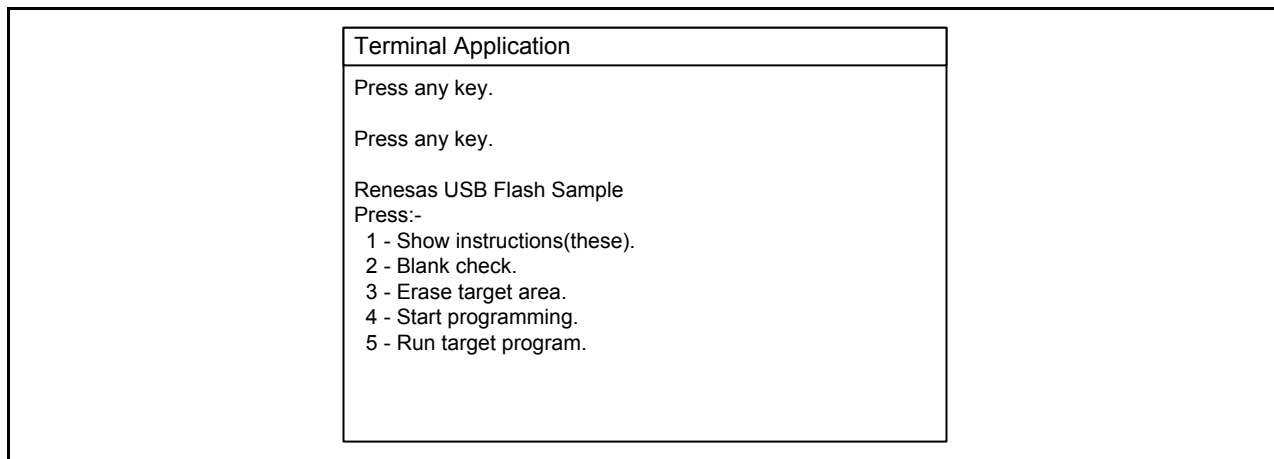 Terminal Application
Press any key.
Press any key.
Renesas USB Flash Sample
Press:-
1 - Show instructions(these).
2 - Blank check.
3 - Erase target area.
4 - Start programming.
5 - Run target program.